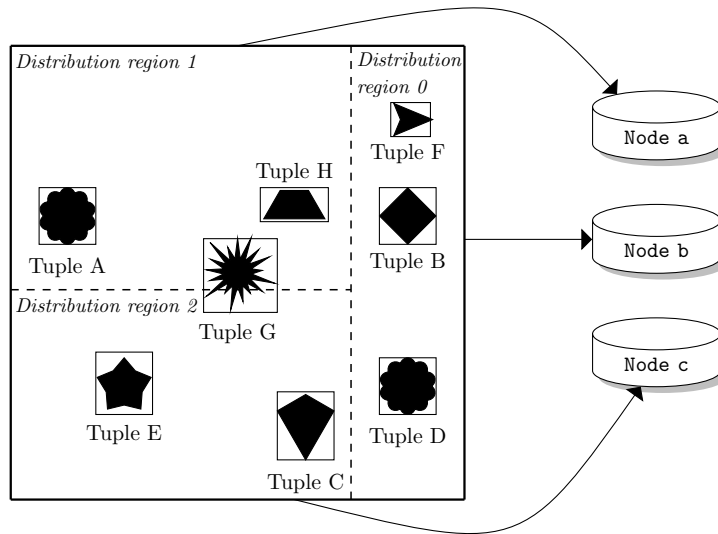 Distribution region 1
Distribution
region 0
Tuple F
Node a
Tuple H
Tuple A
Tuple B
Node b
Distribution region 2
Tuple G
Node c
Tuple E
Tuple D
Tuple C